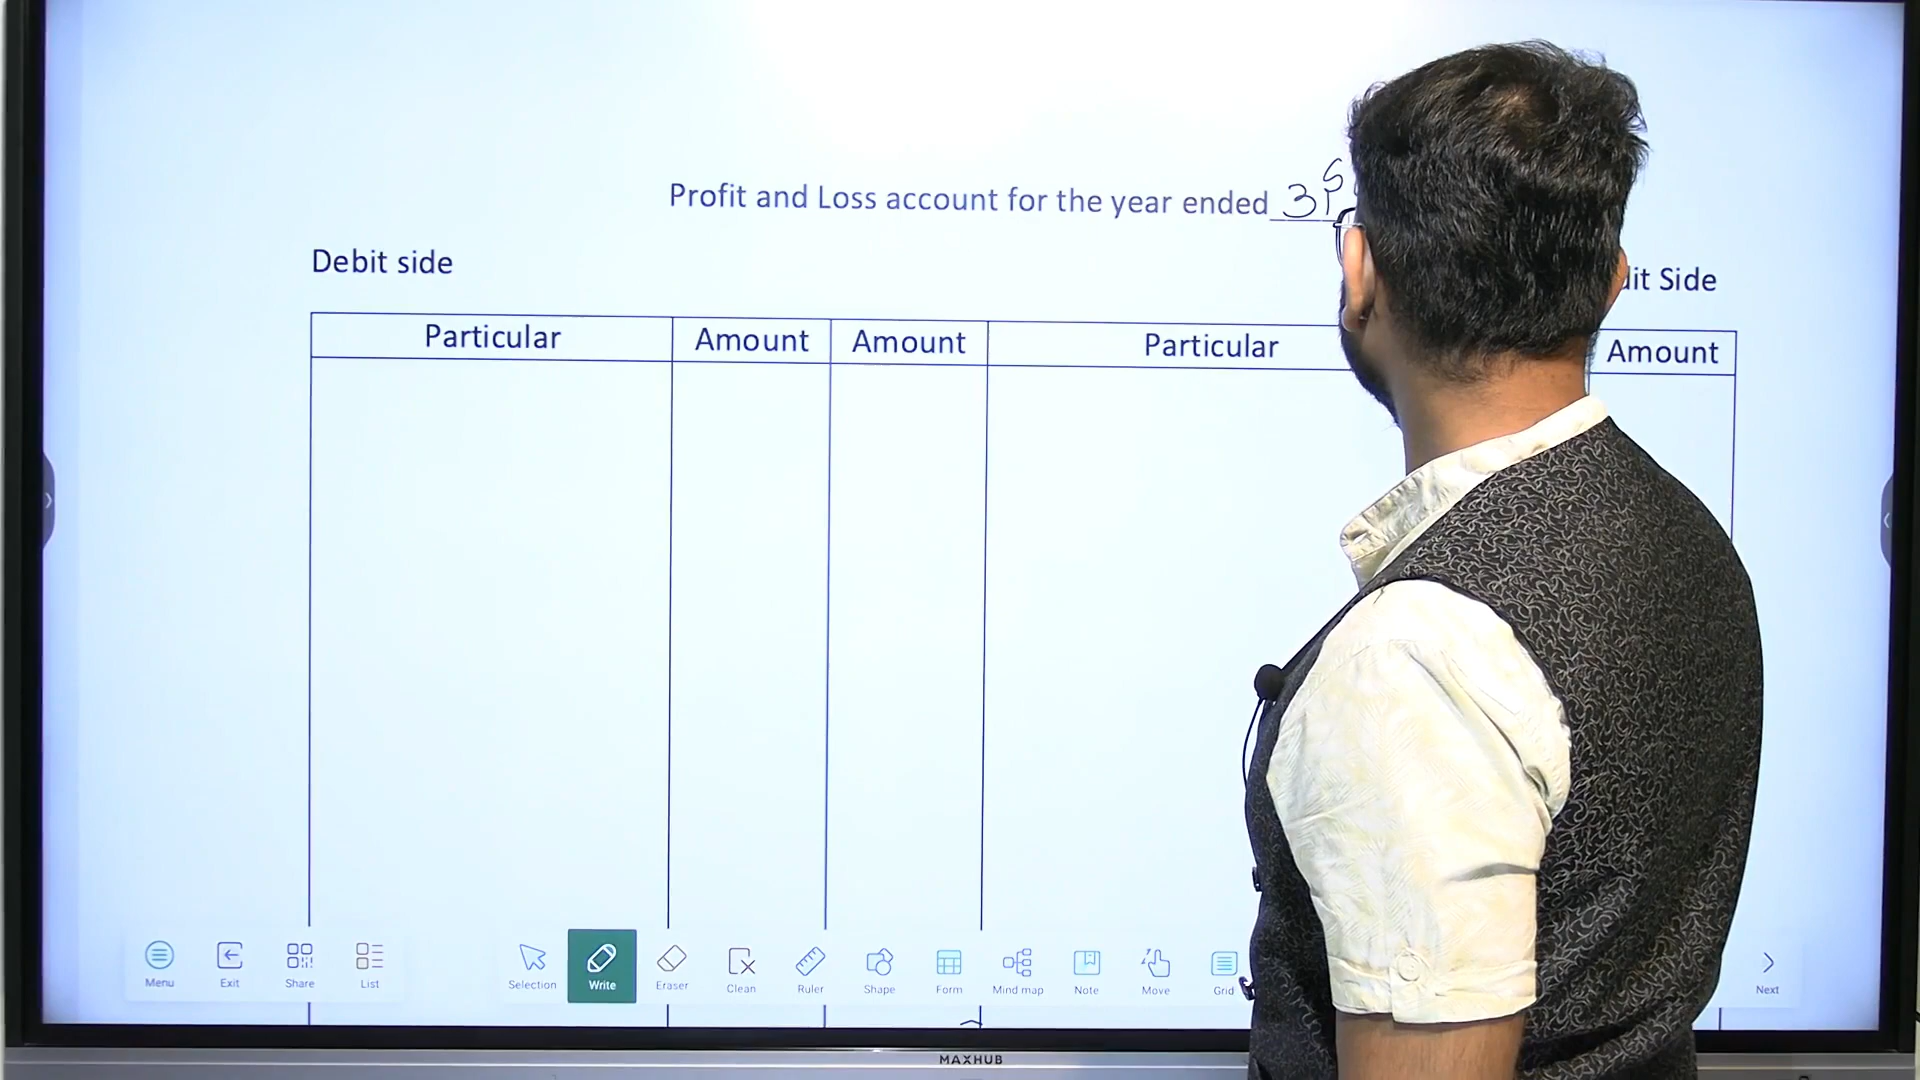 Profit and Loss account for the year ended 31
Debit side
dit Side
Particular Amount Amount Particular Amount
Menu Exit Share List Selection Write Eraser Clean Ruler Shape Form Mind map Note Move Grid Next
MAXHUB